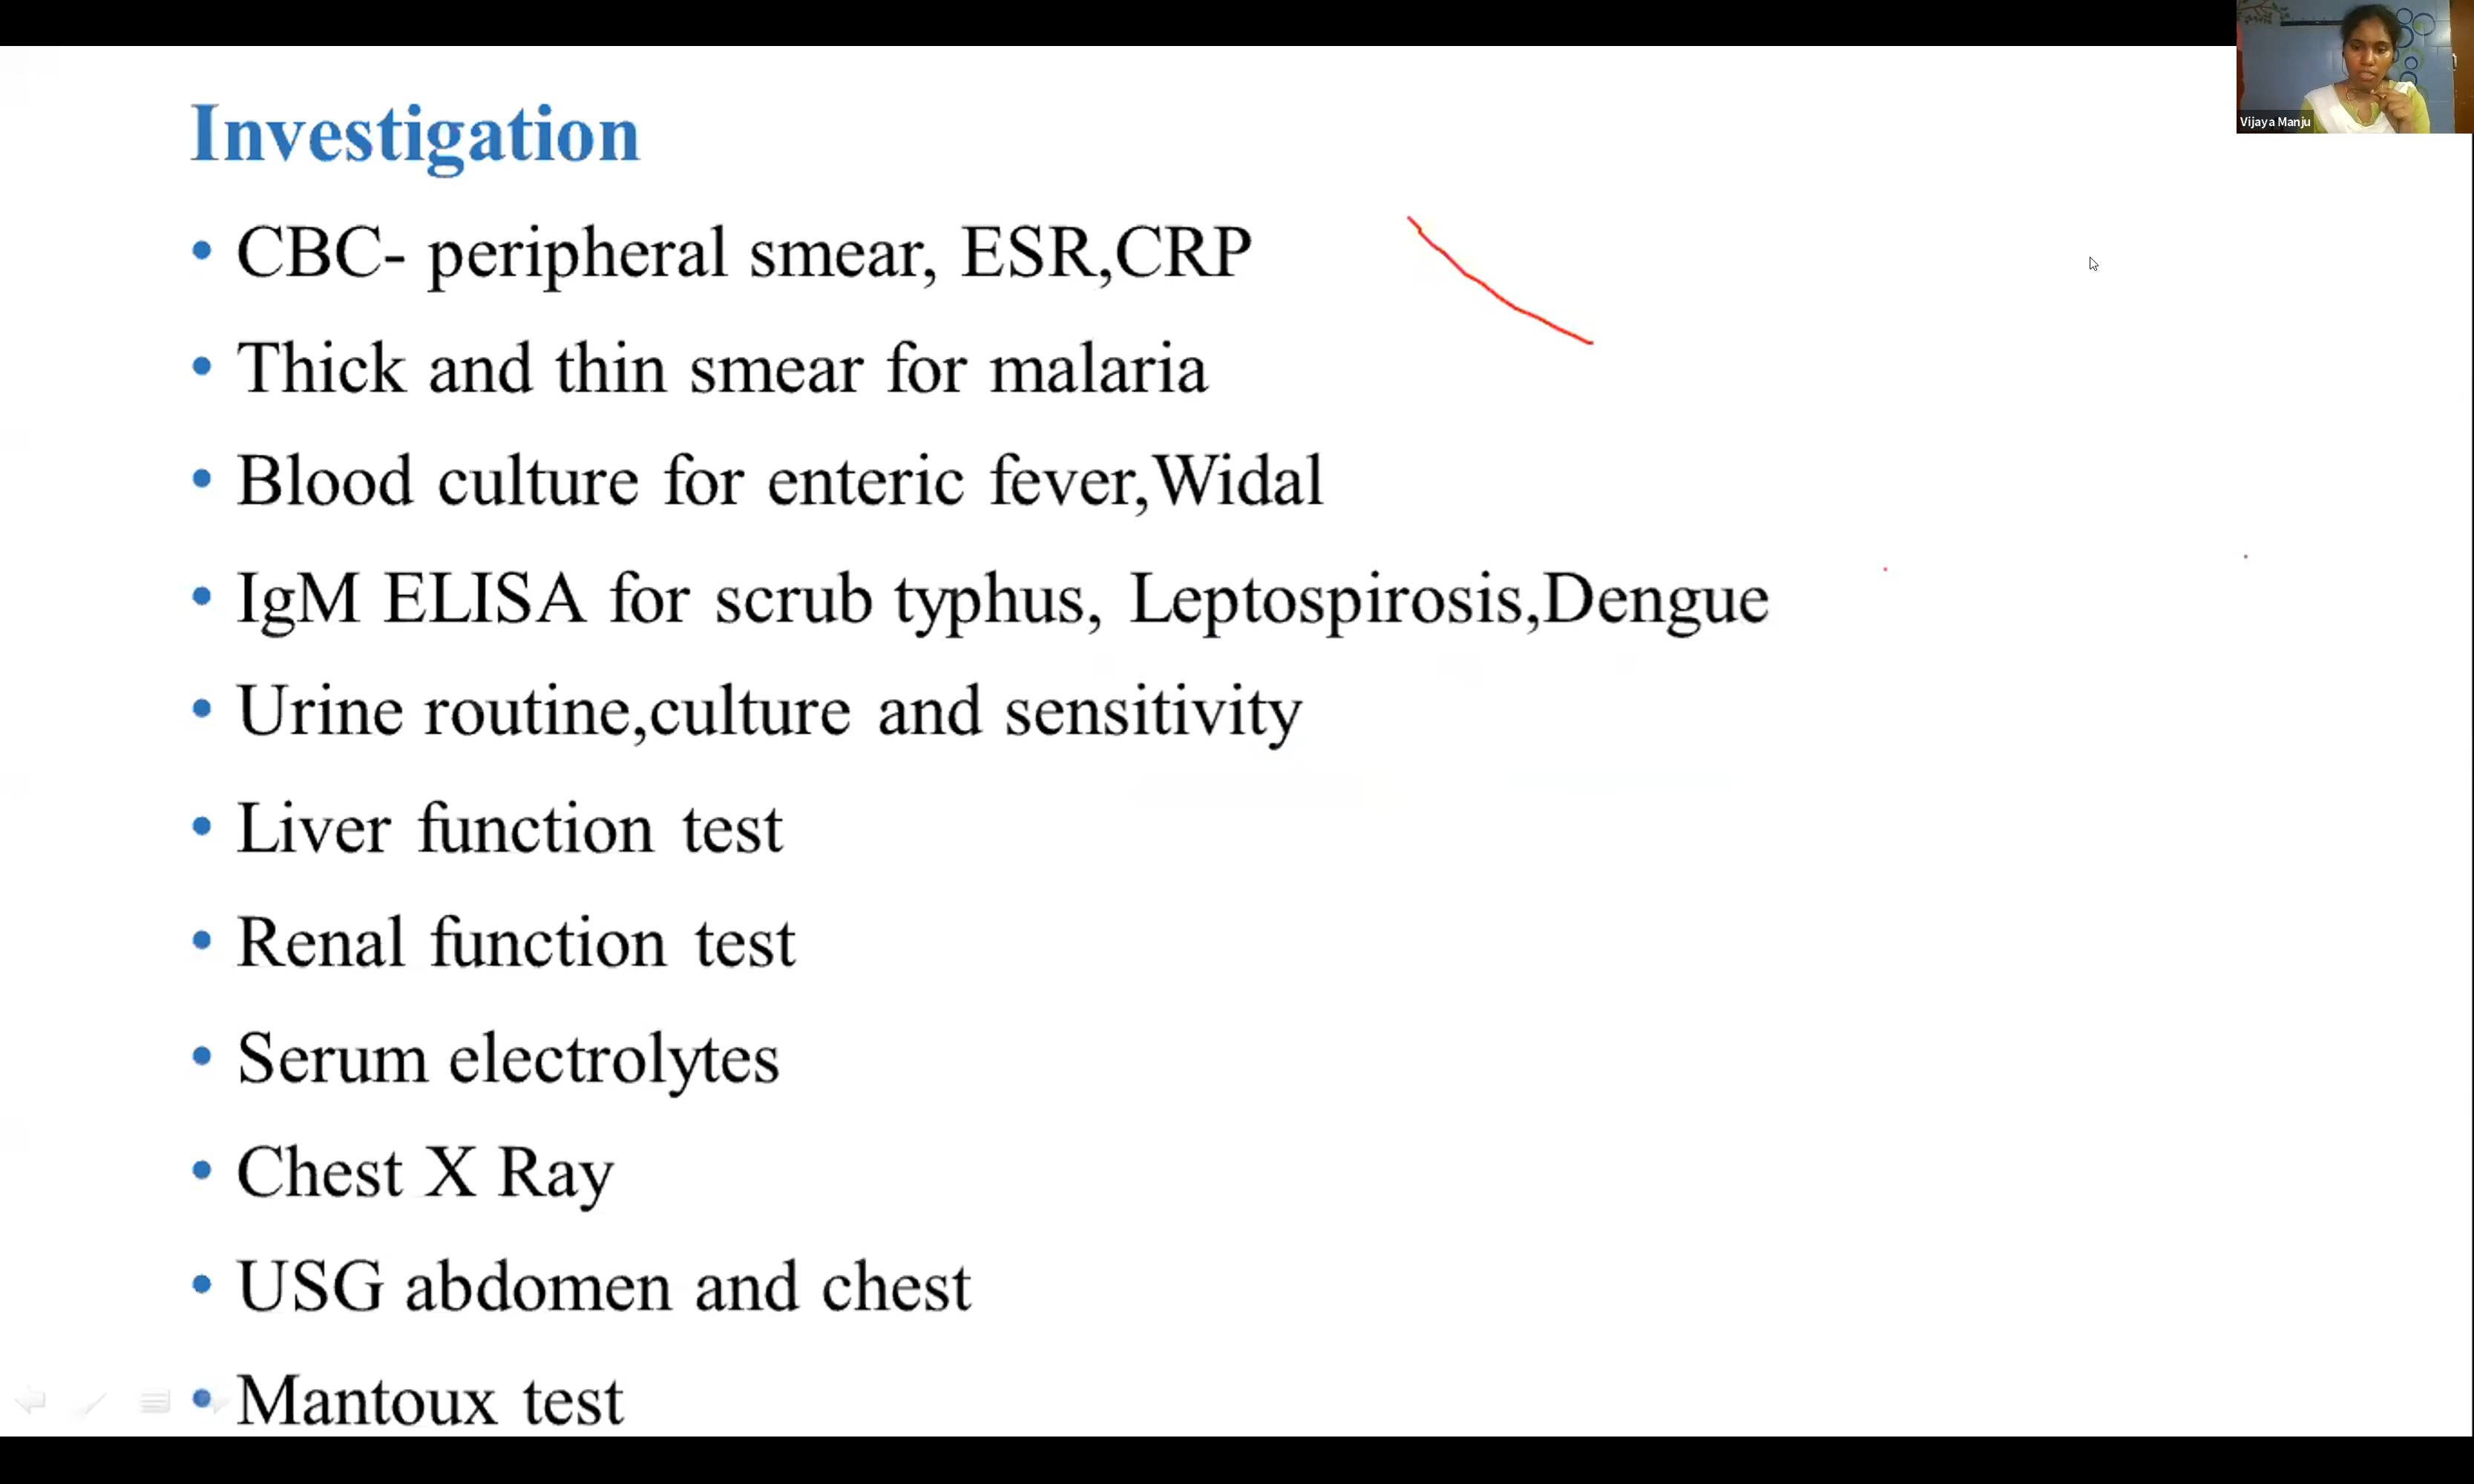 Vijaya Manju
Investigation
• CBC- peripheral smear, ESR,CRP
• Thick and thin smear for malaria
• Blood culture for enteric fever,Widal
• IgM ELISA for scrub typhus, Leptospirosis,Dengue
• Urine routine,culture and sensitivity
• Liver function test
• Renal function test
• Serum electrolytes
• Chest X Ray
• USG abdomen and chest
• Mantoux test